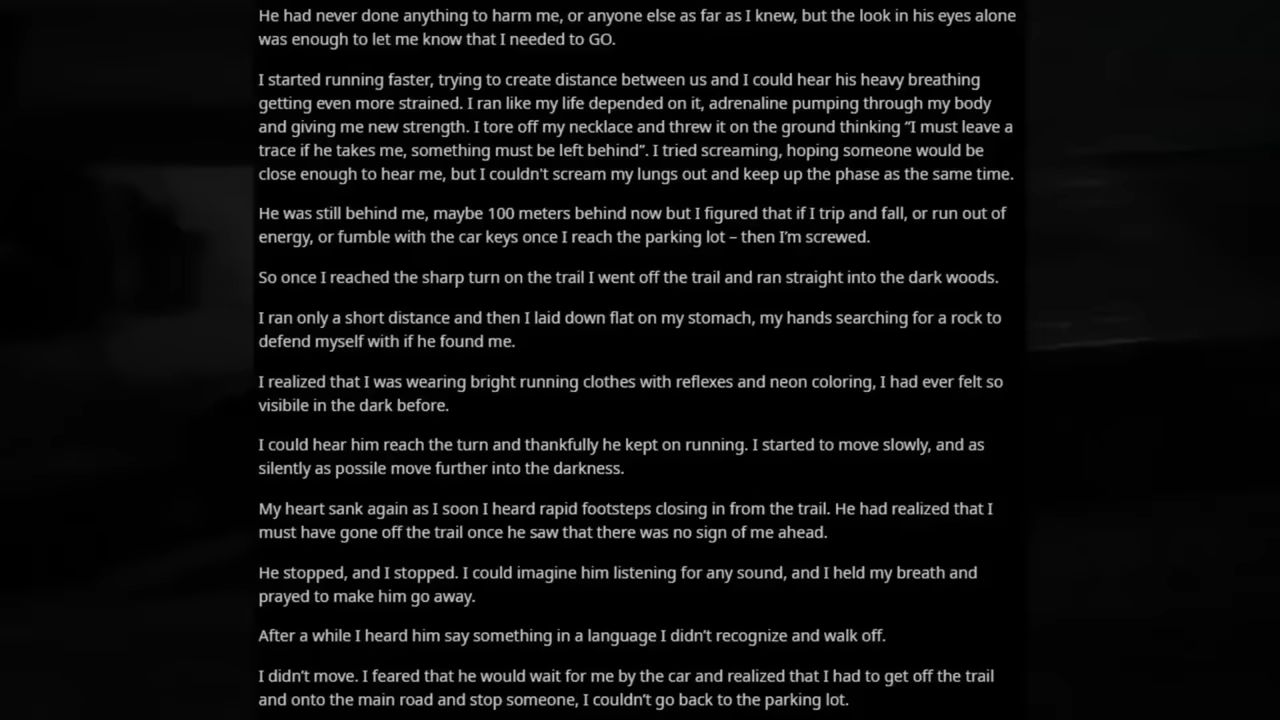 He had never done anything to harm me, or anyone else as far as I knew, but the look in his eyes alone
was enough to let me know that I needed to GO.
I started running faster, trying to create distance between us and I could hear his heavy breathing
getting even more strained. I ran like my life depended on it, adrenaline pumping through my body
and giving me new strength. I tore off my necklace and threw it on the ground thinking “I must leave a
trace if he takes me, something must be left behind”. I tried screaming, hoping someone would be
close enough to hear me, but I couldn't scream my lungs out and keep up the phase as the same time.
He was still behind me, maybe 100 meters behind now but I figured that if I trip and fall, or run out of
energy, or fumble with the car keys once I reach the parking lot – then I’m screwed.
So once I reached the sharp turn on the trail I went off the trail and ran straight into the dark woods.
I ran only a short distance and then I laid down flat on my stomach, my hands searching for a rock to
defend myself with if he found me.
I realized that I was wearing bright running clothes with reflexes and neon coloring, I had ever felt so
visibile in the dark before.
I could hear him reach the turn and thankfully he kept on running. I started to move slowly, and as
silently as possile move further into the darkness.
My heart sank again as I soon I heard rapid footsteps closing in from the trail. He had realized that I
must have gone off the trail once he saw that there was no sign of me ahead.
He stopped, and I stopped. I could imagine him listening for any sound, and I held my breath and
prayed to make him go away.
After a while I heard him say something in a language I didn’t recognize and walk off.
I didn’t move. I feared that he would wait for me by the car and realized that I had to get off the trail
and onto the main road and stop someone, I couldn’t go back to the parking lot.